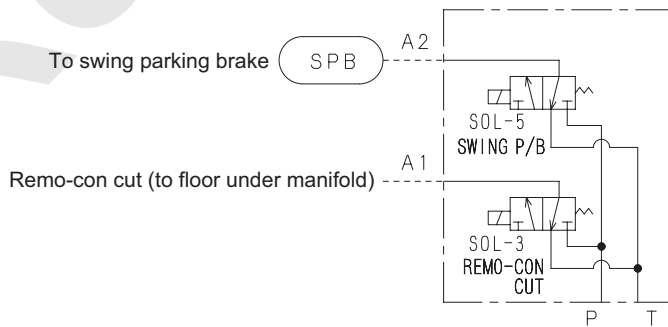 To swing parking brake SPB A2
SOL-5
SWING P/B
Remo-con cut (to floor under manifold) A1
SOL-3
REMO-CON
CUT
P T